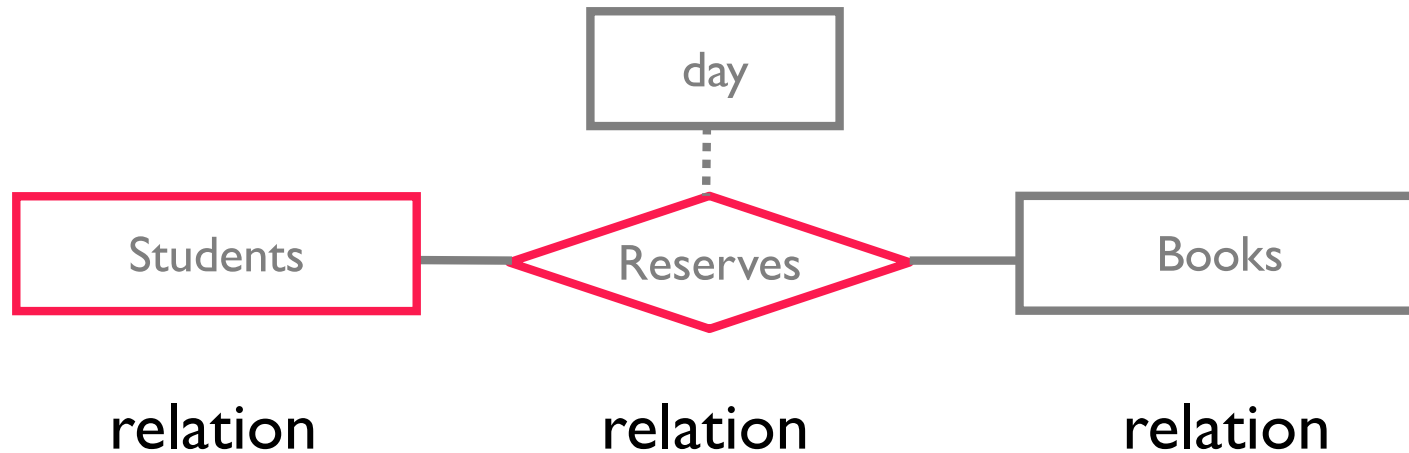 day
Students
Reserves
Books
relation
relation
relation